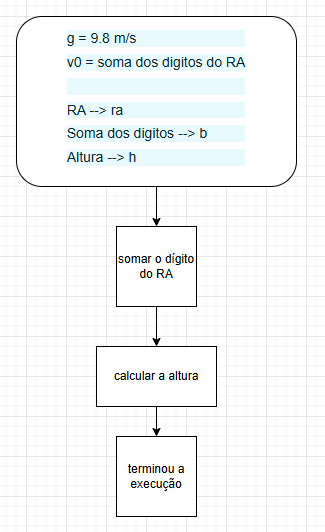 g = 9.8 m/s
v0 = soma dos digitos do RA
RA --> ra
Soma dos digitos --> b
Altura --> h
somar o dígito
do RA
calcular a altura
terminou a
execução